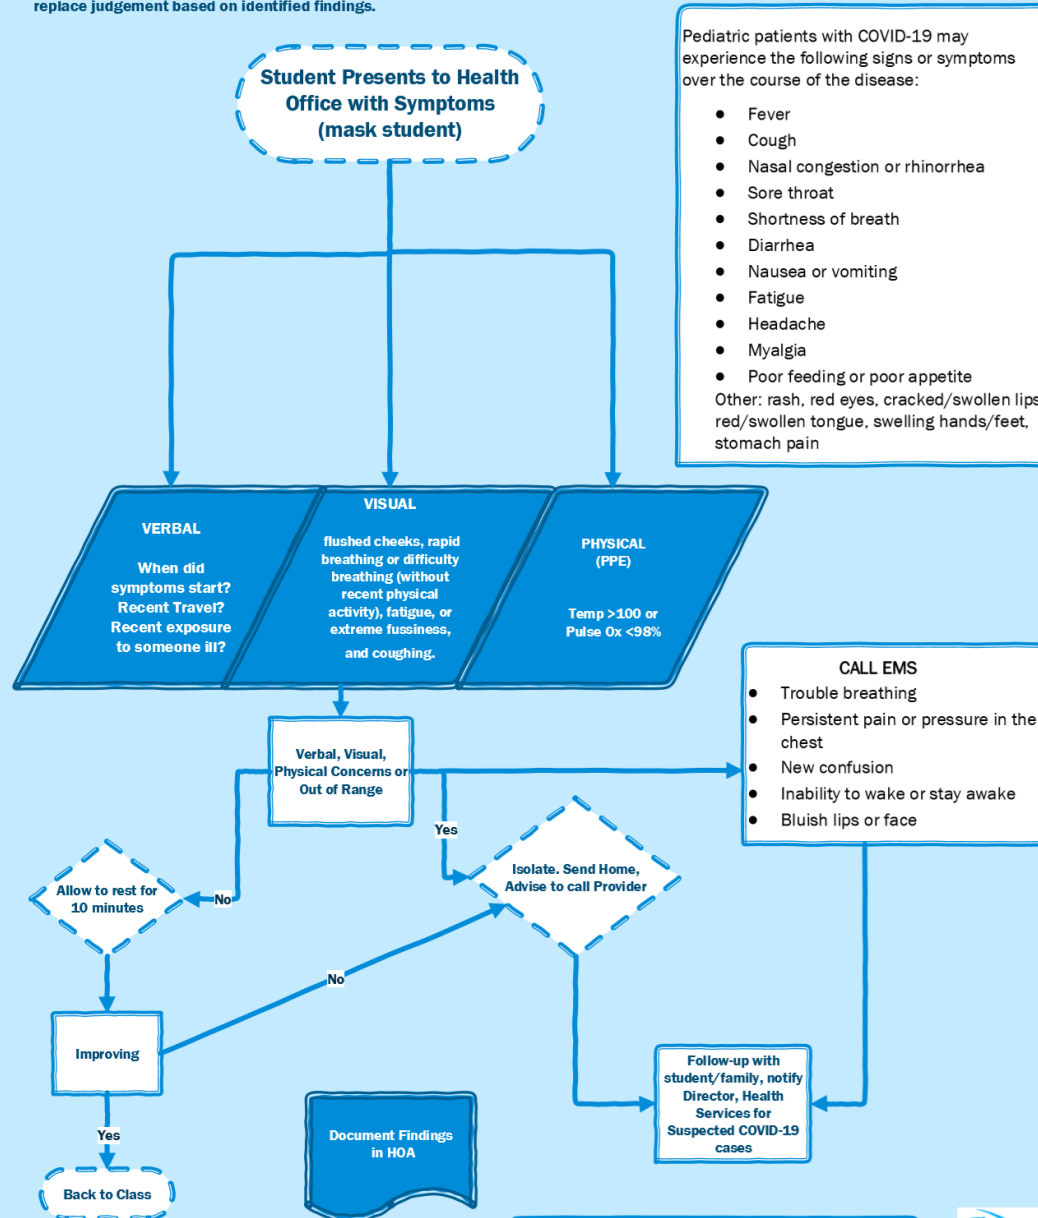 replace judgement based on identified findings.
Student Presents to Health
Office with Symptoms
(mask student)
Pediatric patients with COVID-19 may
experience the following signs or symptoms
over the course of the disease:
● Fever
● Cough
● Nasal congestion or rhinorrhea
● Sore throat
● Shortness of breath
● Diarrhea
● Nausea or vomiting
● Fatigue
● Headache
● Myalgia
● Poor feeding or poor appetite
Other: rash, red eyes, cracked/swollen lips
red/swollen tongue, swelling hands/feet,
stomach pain
VERBAL
When did
symptoms start?
Recent Travel?
Recent exposure
to someone ill?
VISUAL
flushed cheeks, rapid
breathing or difficulty
breathing (without
recent physical
activity), fatigue, or
extreme fussiness,
and coughing.
PHYSICAL
(PPE)
Temp >100 or
Pulse Ox <98%
Verbal, Visual,
Physical Concerns or
Out of Range
CALL EMS
● Trouble breathing
● Persistent pain or pressure in the
chest
● New confusion
● Inability to wake or stay awake
● Bluish lips or face
Yes
Isolate. Send Home,
Advise to call Provider
No
Allow to rest for
10 minutes
No
Improving
Yes
Back to Class
Document Findings
in HOA
Follow-up with
student/family, notify
Director, Health
Services for
Suspected COVID-19
cases